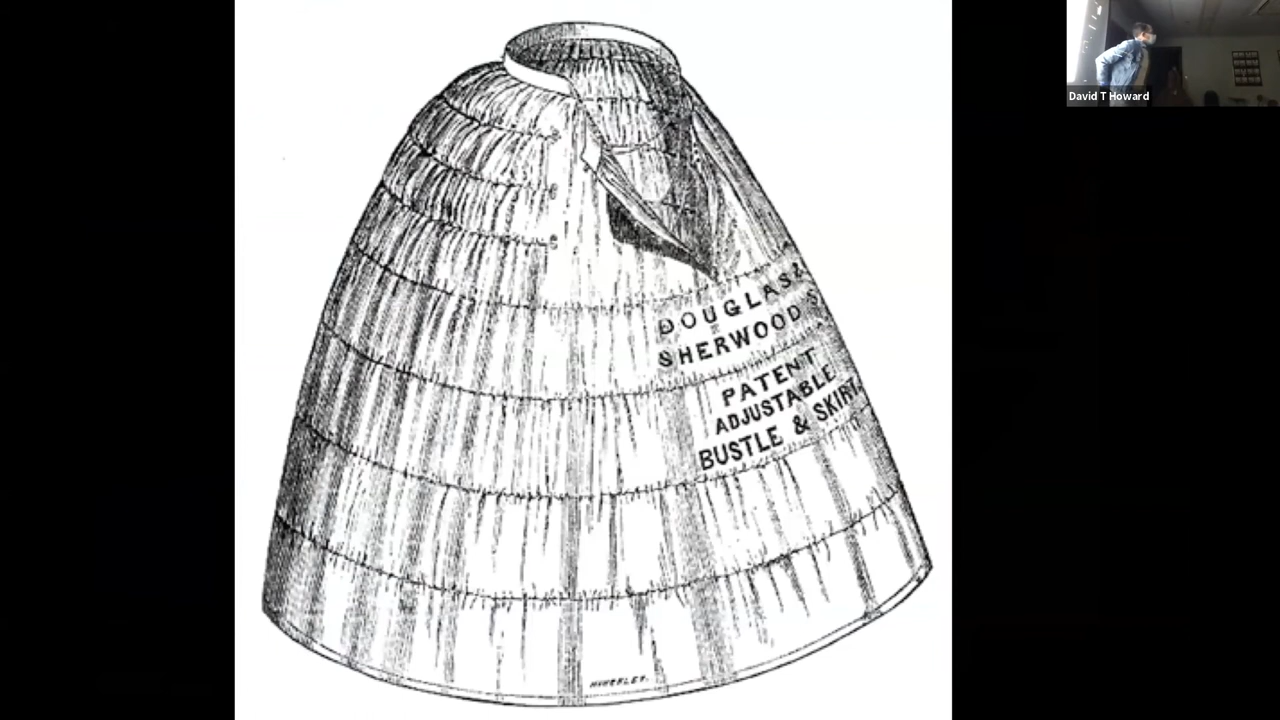 David T Howard
DOUGLAS &
SHERWOOD'S
PATENT
ADJUSTABLE
BUSTLE & SKIRT.